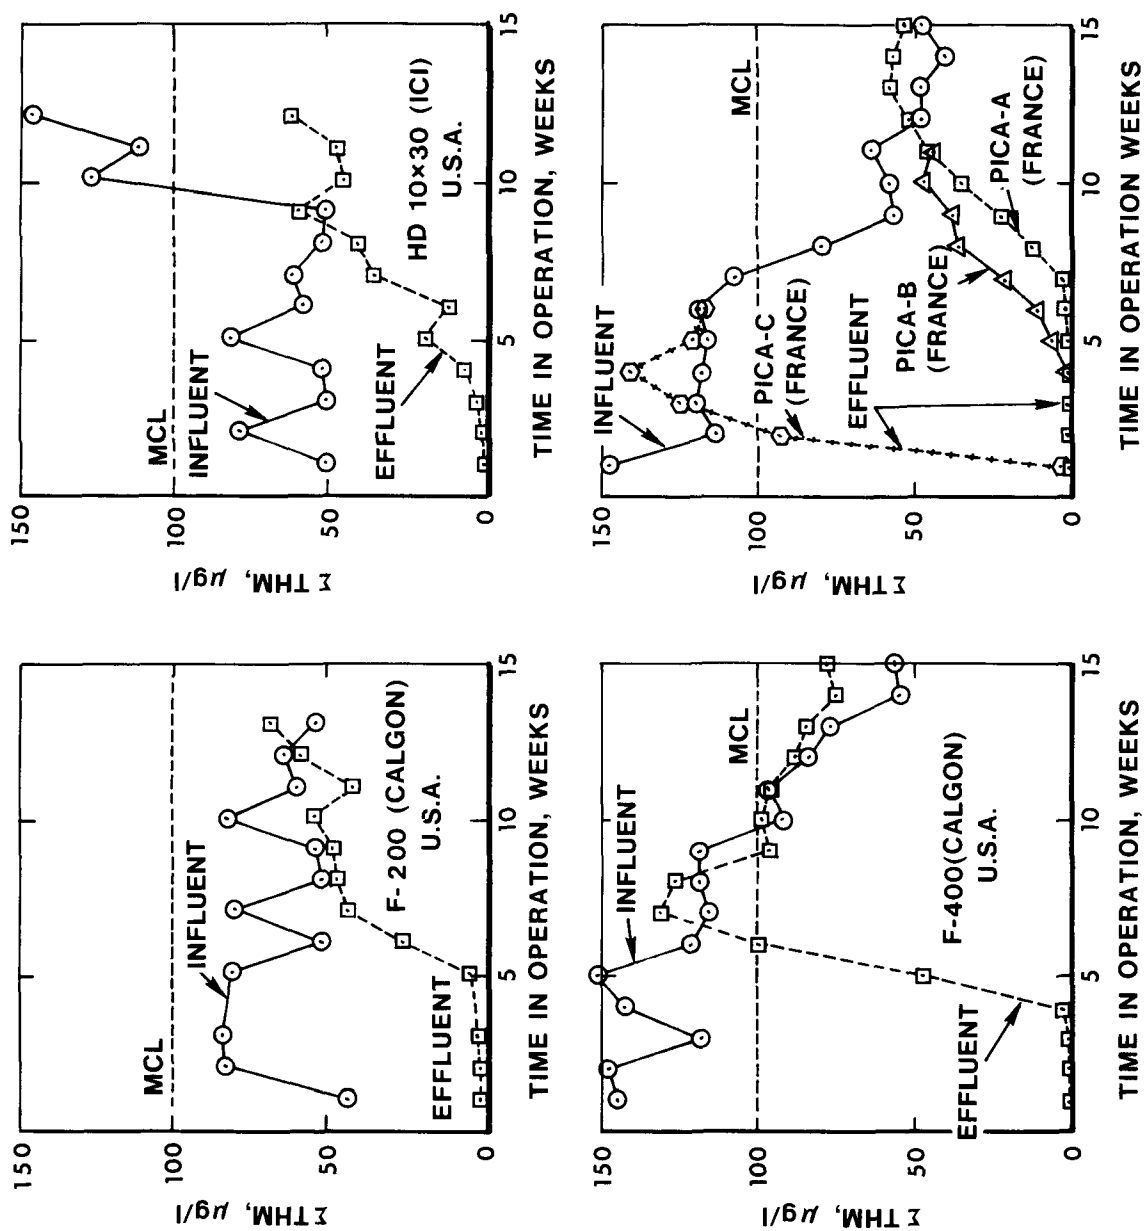 150
100
50
0
Σ THM, µg/l
MCL
INFLUENT
F-200 (CALGON)
U.S.A.
EFFLUENT
5
10
15
TIME IN OPERATION, WEEKS
150
100
50
0
Σ THM, µg/l
MCL
INFLUENT
EFFLUENT
HD 10×30 (ICI)
U.S.A.
5
10
15
TIME IN OPERATION, WEEKS
150
100
50
0
Σ THM, µg/l
INFLUENT
MCL
F-400(CALGON)
U.S.A.
EFFLUENT
5
10
15
TIME IN OPERATION, WEEKS
150
100
50
0
Σ THM, µg/l
INFLUENT
MCL
PICA-C
(FRANCE)
EFFLUENT
PICA-B
(FRANCE)
PICA-A
(FRANCE)
5
10
15
TIME IN OPERATION, WEEKS